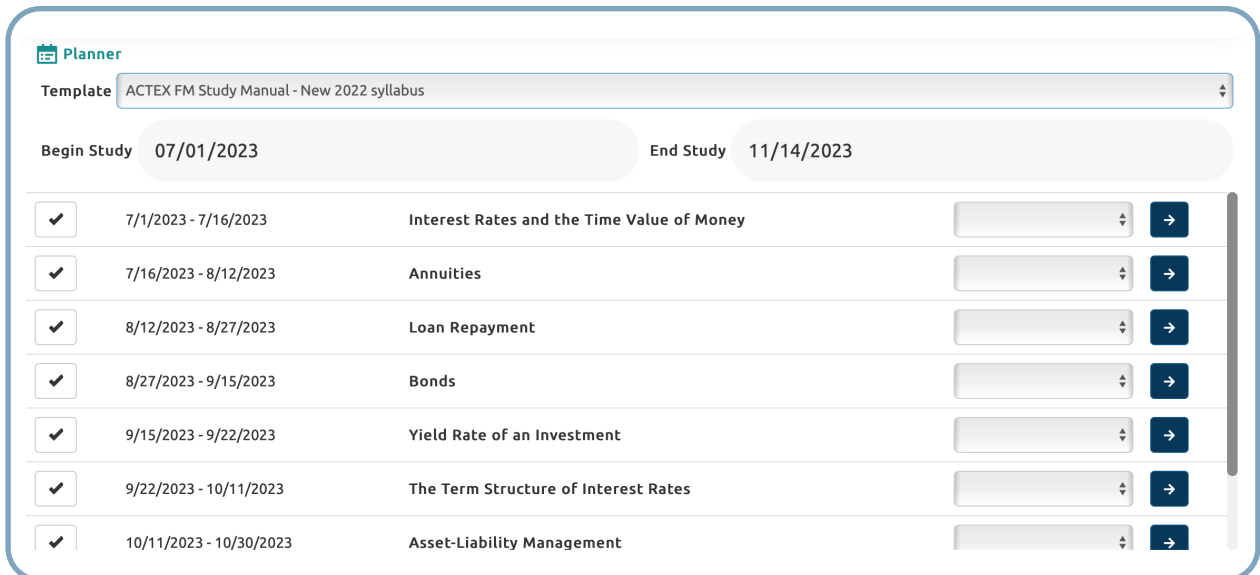 Planner
Template ACTEX FM Study Manual - New 2022 syllabus
Begin Study 07/01/2023 End Study 11/14/2023
7/1/2023 - 7/16/2023 Interest Rates and the Time Value of Money
7/16/2023 - 8/12/2023 Annuities
8/12/2023 - 8/27/2023 Loan Repayment
8/27/2023 - 9/15/2023 Bonds
9/15/2023 - 9/22/2023 Yield Rate of an Investment
9/22/2023 - 10/11/2023 The Term Structure of Interest Rates
10/11/2023 - 10/30/2023 Asset-Liability Management